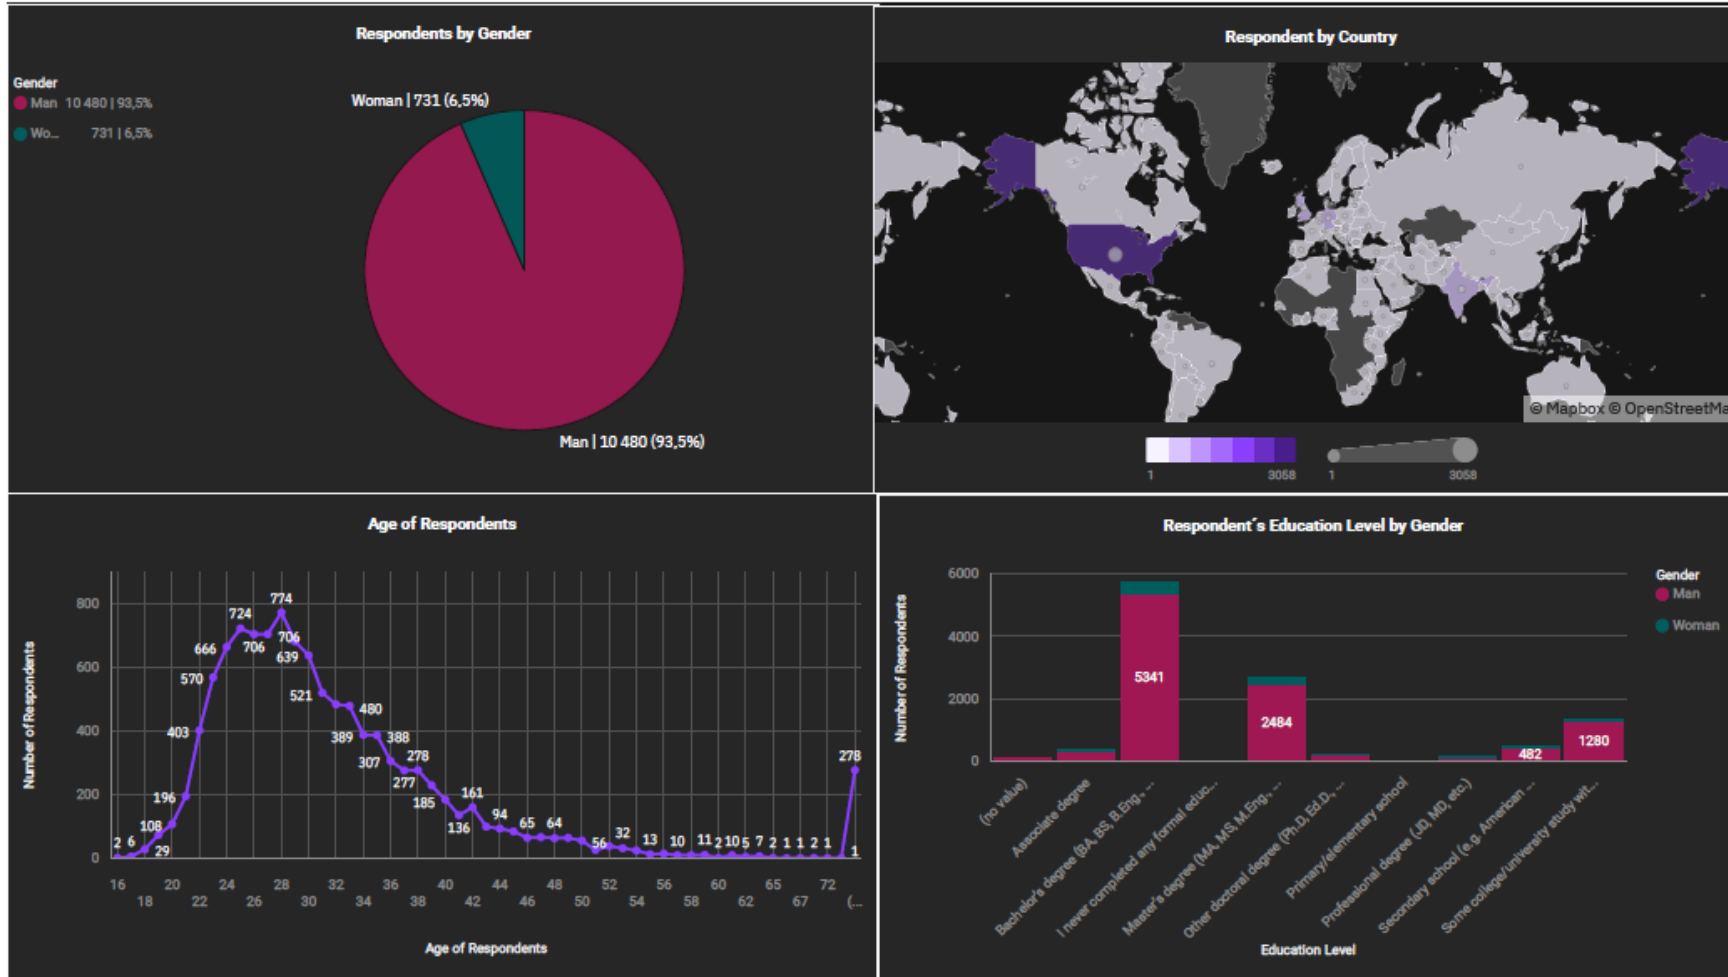 Respondents by Gender
Gender
Man 10 480 | 93,5%
Wo... 731 | 6,5%
Woman | 731 (6,5%)
Man | 10 480 (93,5%)
Respondent by Country
© Mapbox © OpenStreetMa
1 3058
1 3058
Age of Respondents
Number of Respondents
800
600
400
200
0
2 6 29 108 196 403 570 666 724 706 774 706 639 521 480 389 388 307 277 278 185 136 161 94 65 64 56 32 13 10 11 2 10 5 7 2 1 1 2 1 1 278
16 20 24 28 32 36 40 44 48 52 56 60 65 72
18 22 26 30 34 38 42 46 50 54 58 62 67 (...
Age of Respondents
Respondent´s Education Level by Gender
Number of Respondents
6000
4000
2000
0
5341
2484
482
1280
(no value)
Associate degree
Bachelor's degree (BA, BS, B.Eng., ...
I never completed any formal educ...
Master's degree (MA, MS, M.Eng., ...
Other doctoral degree (Ph.D, Ed.D., ...
Primary/elementary school
Professional degree (JD, MD, etc.)
Secondary school (e.g. American ...
Some college/university study wit...
Education Level
Gender
Man
Woman